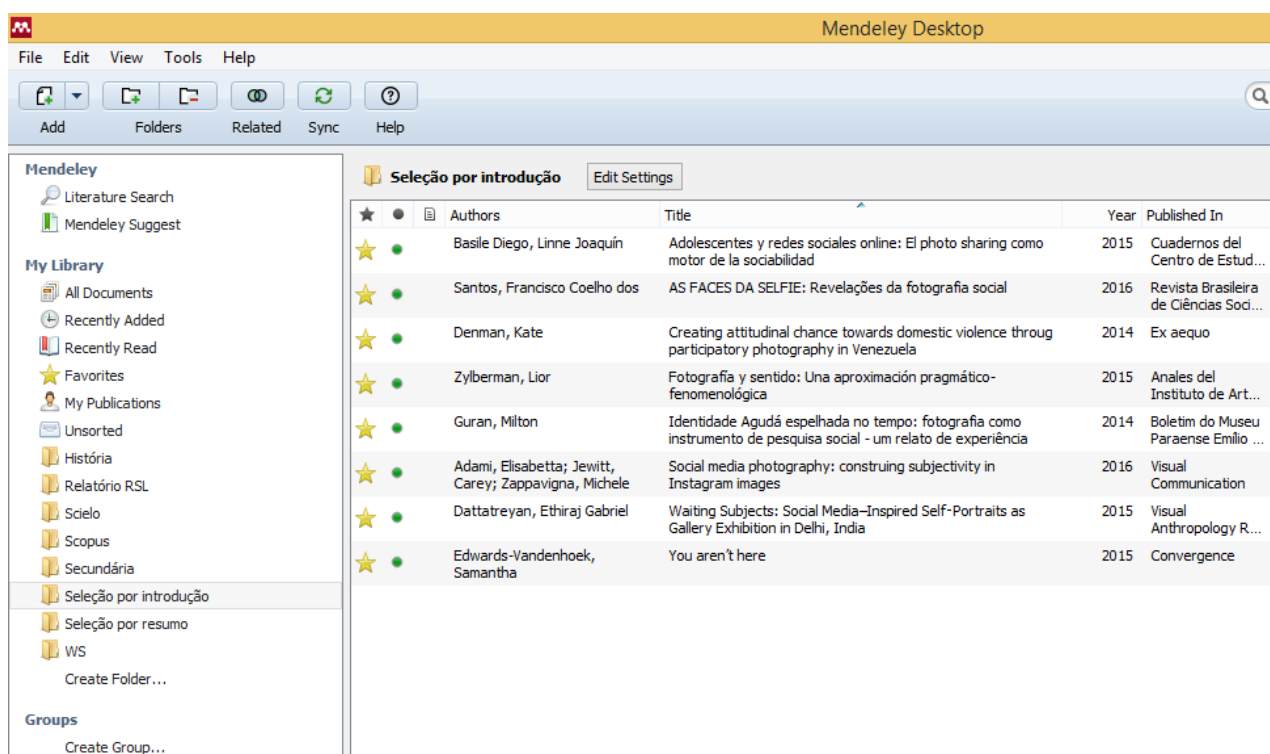 Mendeley Desktop
File Edit View Tools Help
Add Folders Related Sync Help
Mendeley
Literature Search
Mendeley Suggest
My Library
All Documents
Recently Added
Recently Read
Favorites
My Publications
Unsorted
História
Relatório RSL
Scielo
Scopus
Secundária
Seleção por introdução
Seleção por resumo
WS
Create Folder...
Groups
Create Group...
Seleção por introdução Edit Settings
Authors Title Year Published In
Basile Diego, Linne Joaquín Adolescentes y redes sociales online: El photo sharing como 2015 Cuadernos del
motor de la sociabilidad Centro de Estud...
Santos, Francisco Coelho dos AS FACES DA SELFIE: Revelações da fotografia social 2016 Revista Brasileira
de Ciências Soci...
Denman, Kate Creating attitudinal chance towards domestic violence throug 2014 Ex aequo
participatory photography in Venezuela
Zylberman, Lior Fotografía y sentido: Una aproximación pragmático- 2015 Anales del
fenomenológica Instituto de Art...
Guran, Milton Identidade Agudá espelhada no tempo: fotografia como 2014 Boletim do Museu
instrumento de pesquisa social - um relato de experiência Paraense Emílio ...
Adami, Elisabetta; Jewitt, Social media photography: construing subjectivity in 2016 Visual
Carey; Zappavigna, Michele Instagram images Communication
Dattatreyan, Ethiraj Gabriel Waiting Subjects: Social Media–Inspired Self-Portraits as 2015 Visual
Gallery Exhibition in Delhi, India Anthropology R...
Edwards-Vandenhoek, You aren't here 2015 Convergence
Samantha